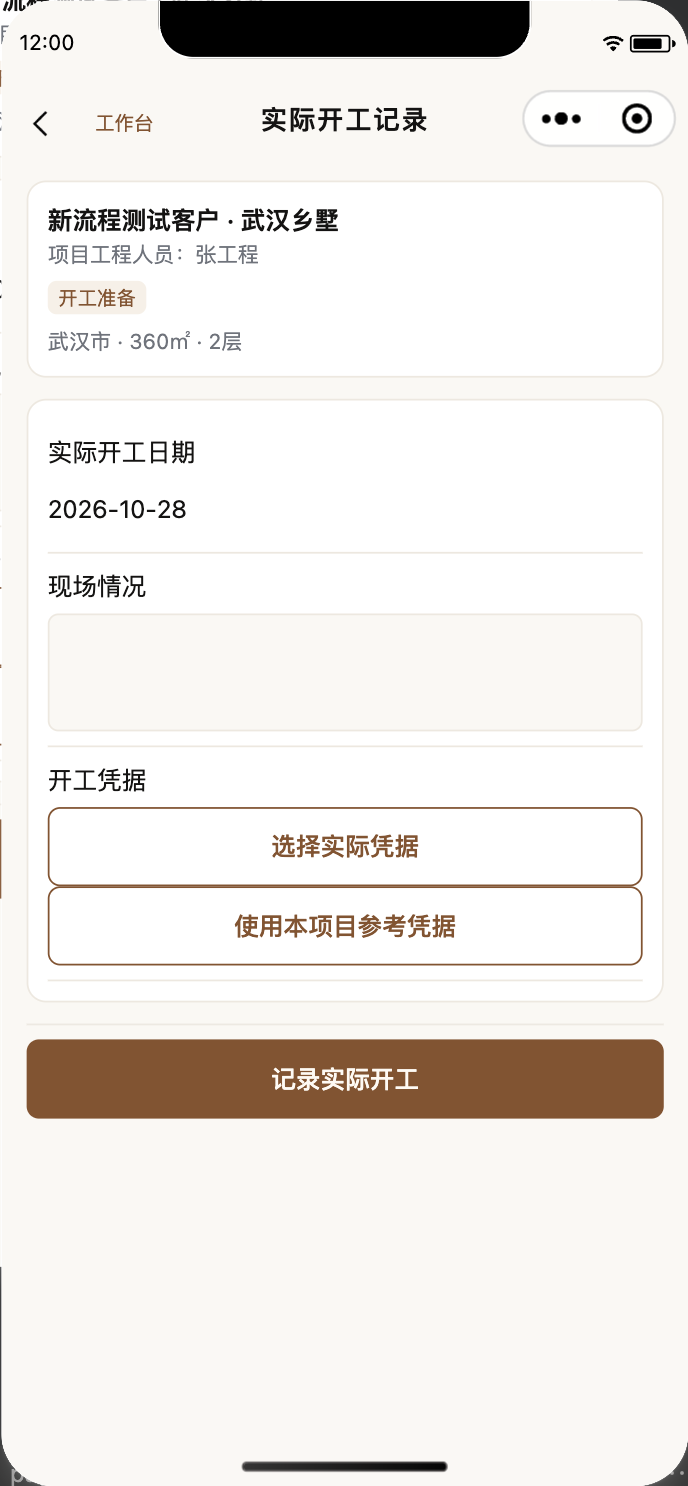 12:00
工作台
实际开工记录
新流程测试客户 · 武汉乡墅
项目工程人员：张工程
开工准备
武汉市 · 360㎡ · 2层
实际开工日期
2026-10-28
现场情况
开工凭据
选择实际凭据
使用本项目参考凭据
记录实际开工